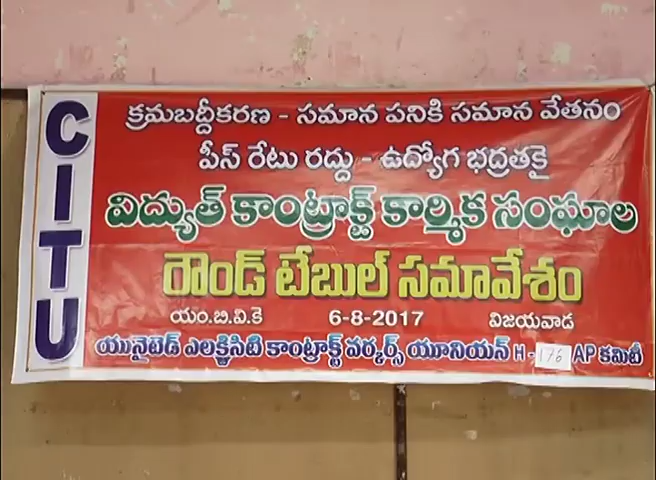 CITU
క్రమబద్దీకరణ - సమాన పనికి సమాన వేతనం
పీస్ రేటు రద్దు - ఉద్యోగ భద్రతకై
విద్యుత్ కాంట్రాక్ట్ కార్మిక సంఘాల
రౌండ్ టేబుల్ సమావేశం
యం.బి.వి.కె 6-8-2017 విజయవాడ
యునైటెడ్ ఎలక్ట్రిసిటి కాంట్రాక్ట్ వర్కర్స్ యూనియన్ H - 176 AP కమిటీ